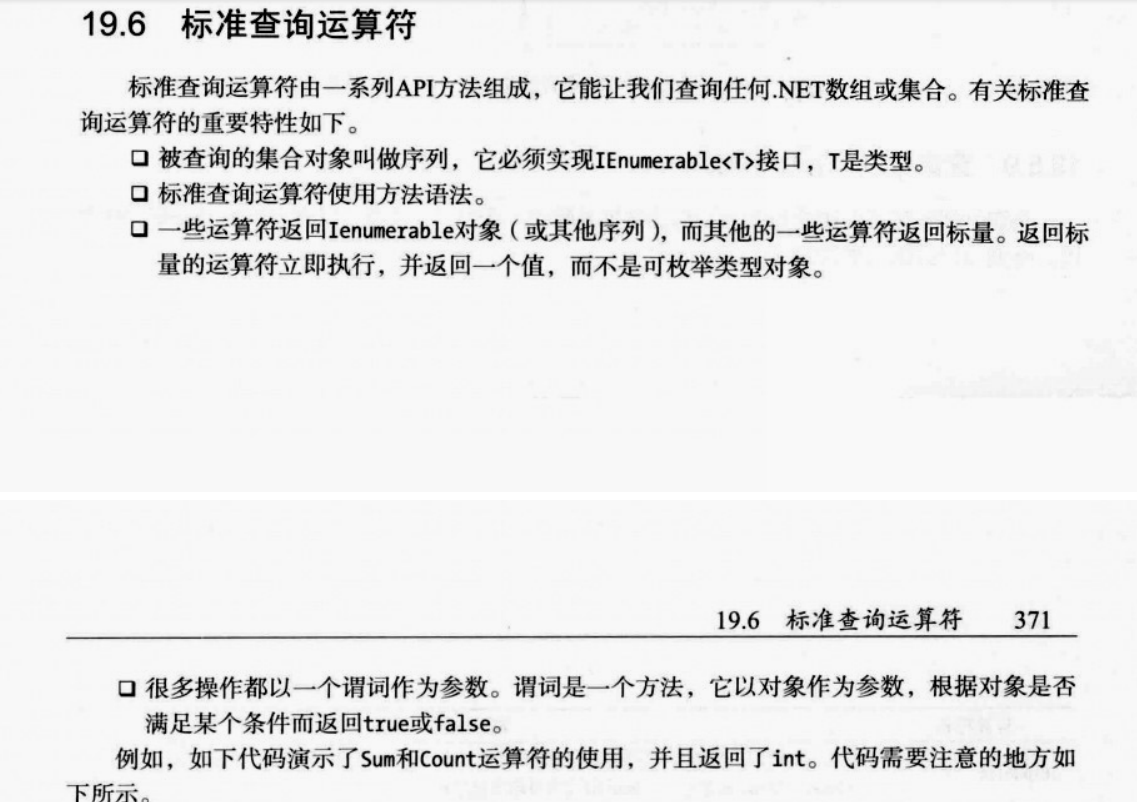 19.6 标准查询运算符
标准查询运算符由一系列API方法组成，它能让我们查询任何.NET数组或集合。有关标准查
询运算符的重要特性如下。
❑ 被查询的集合对象叫做序列，它必须实现IEnumerable<T>接口，T是类型。
❑ 标准查询运算符使用方法语法。
❑ 一些运算符返回Ienumerable对象（或其他序列），而其他的一些运算符返回标量。返回标
量的运算符立即执行，并返回一个值，而不是可枚举类型对象。
19.6 标准查询运算符 371
❑ 很多操作都以一个谓词作为参数。谓词是一个方法，它以对象作为参数，根据对象是否
满足某个条件而返回true或false。
例如，如下代码演示了Sum和Count运算符的使用，并且返回了int。代码需要注意的地方如
下所示。